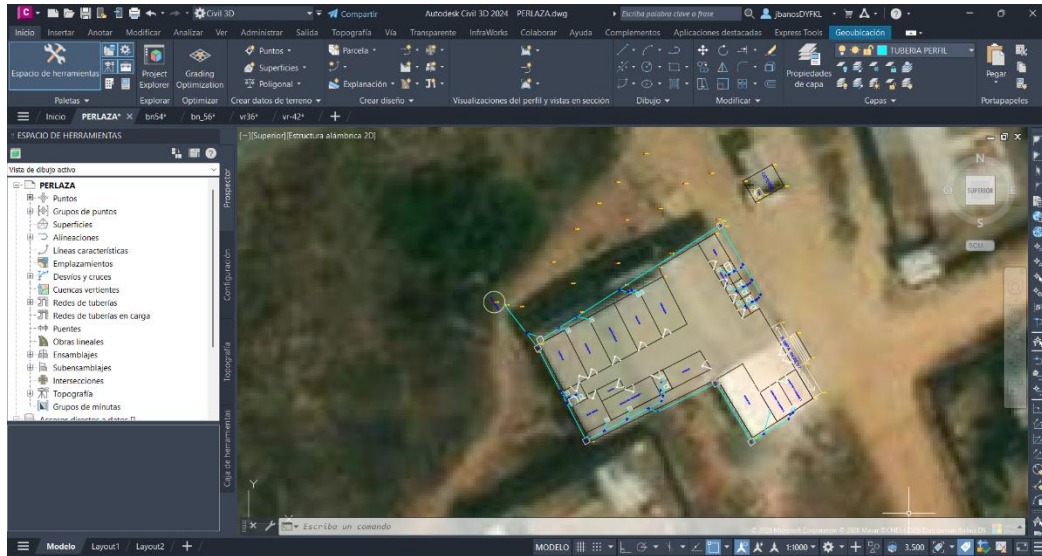 Civil 3D
Compartir
Autodesk Civil 3D 2024 PERLAZA.dwg
Escriba palabra clave o frase
jbanosDYFKL
Inicio Insertar Anotar Modificar Analizar Ver Administrar Salida Topografía Vía Transparente InfraWorks Colaborar Ayuda Complementos Aplicaciones destacadas Express Tools Geoubicación
Espacio de herramientas
Project Explorer
Grading Optimization
Puntos
Superficies
Poligonal
Parcela
Explanación
Propiedades de capa
TUBERIA PERFIL
Pegar
Paletas Explorar Optimizar Crear datos de terreno Crear diseño Visualizaciones del perfil y vistas en sección Dibujo Modificar Capas Portapapeles
Inicio PERLAZA* bn54* bn_56* vr36* vr-42*
ESPACIO DE HERRAMIENTAS
[−][Superior][Estructura alámbrica 2D]
Vista de dibujo activo
PERLAZA
Puntos
Grupos de puntos
Superficies
Alineaciones
Líneas características
Emplazamientos
Desvíos y cruces
Cuencas vertientes
Redes de tuberías
Redes de tuberías en carga
Puentes
Obras lineales
Ensamblajes
Subensamblajes
Intersecciones
Topografía
Grupos de minutas
Prospector
Configuración
Topografía
Caja de herramientas
N
SUPERIOR
E
S
SCU...
Y
Escriba un comando
Modelo Layout1 Layout2
MODELO
1:1000
3.500